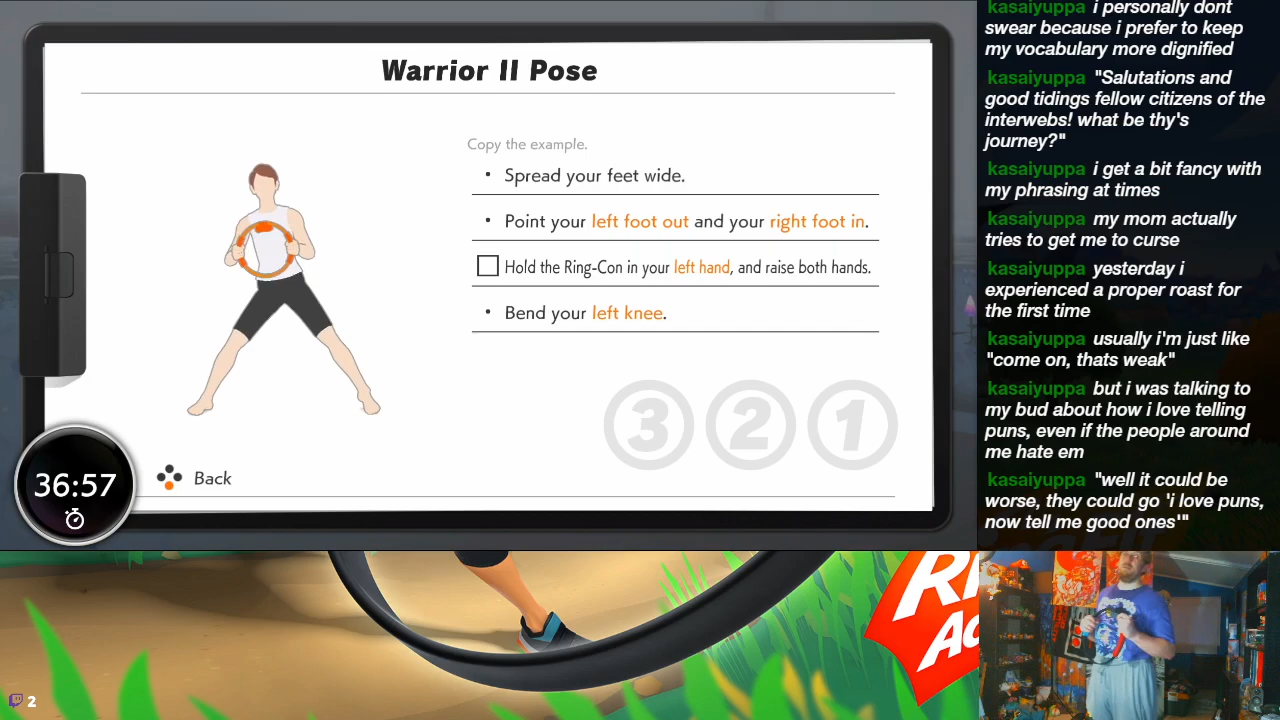 Warrior II Pose
Copy the example.
• Spread your feet wide.
• Point your left foot out and your right foot in.
Hold the Ring-Con in your left hand, and raise both hands.
• Bend your left knee.
3 2 1
Back
36:57
2
kasaiyuppa i personally dont
swear because i prefer to keep
my vocabulary more dignified
kasaiyuppa "Salutations and
good tidings fellow citizens of the
interwebs! what be thy's
journey?"
kasaiyuppa i get a bit fancy with
my phrasing at times
kasaiyuppa my mom actually
tries to get me to curse
kasaiyuppa yesterday i
experienced a proper roast for
the first time
kasaiyuppa usually i'm just like
"come on, thats weak"
kasaiyuppa but i was talking to
my bud about how i love telling
puns, even if the people around
me hate em
kasaiyuppa "well it could be
worse, they could go 'i love puns,
now tell me good ones'"